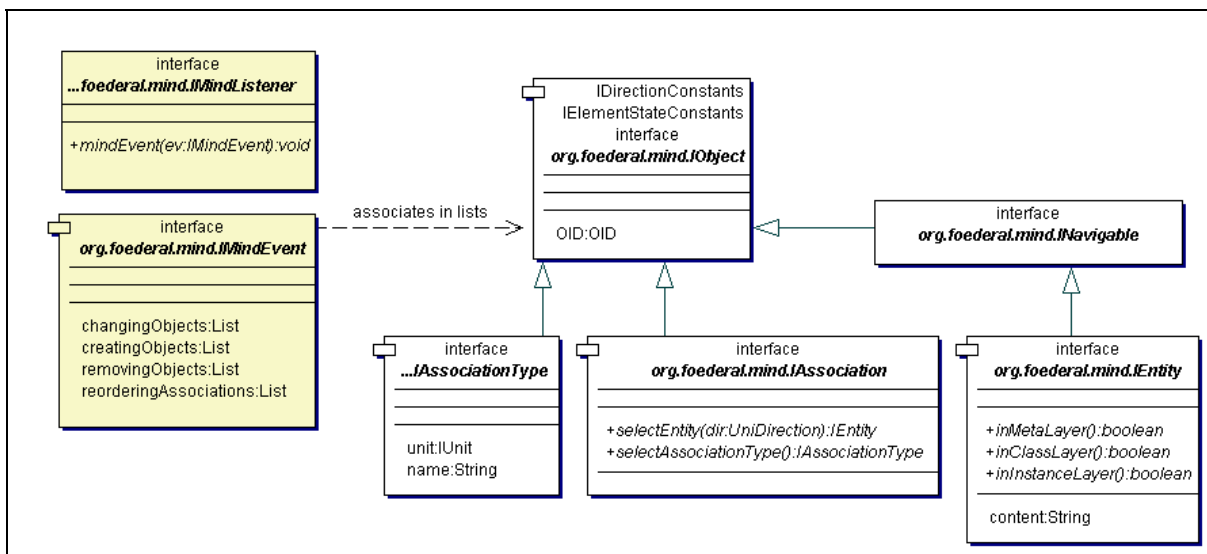 interface
...foederal.mind.IMindListener
+mindEvent(ev:IMindEvent):void
interface
org.foederal.mind.IMindEvent
changingObjects:List
creatingObjects:List
removingObjects:List
reorderingAssociations:List
associates in lists
IDirectionConstants
IElementStateConstants
interface
org.foederal.mind.IObject
OID:OID
interface
org.foederal.mind.INavigable
interface
...IAssociationType
unit:IUnit
name:String
interface
org.foederal.mind.IAssociation
+selectEntity(dir:UniDirection):IEntity
+selectAssociationType():IAssociationType
interface
org.foederal.mind.IEntity
+inMetaLayer():boolean
+inClassLayer():boolean
+inInstanceLayer():boolean
content:String